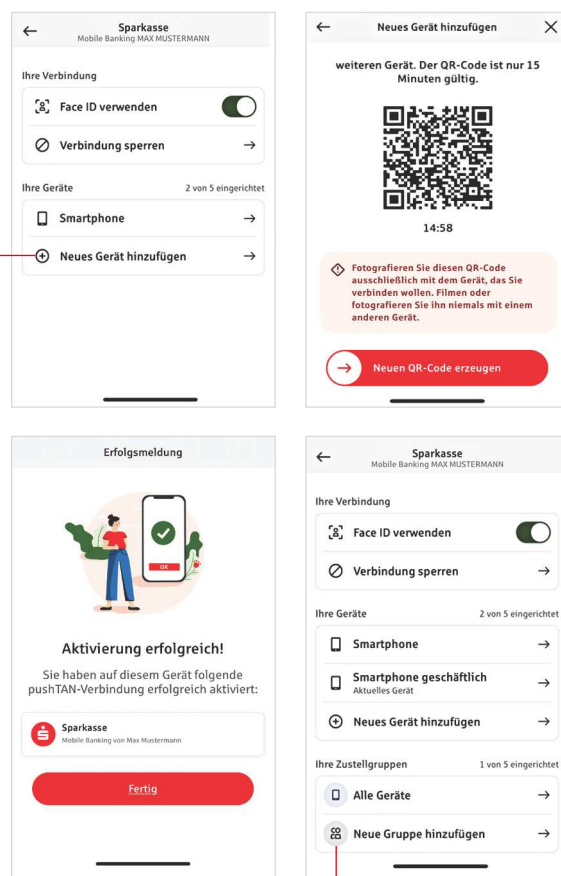 Sparkasse
Mobile Banking MAX MUSTERMANN
Ihre Verbindung
Face ID verwenden
Verbindung sperren
Ihre Geräte 2 von 5 eingerichtet
Smartphone
Neues Gerät hinzufügen
Neues Gerät hinzufügen
weiteren Gerät. Der QR-Code ist nur 15
Minuten gültig.
14:58
Fotografieren Sie diesen QR-Code
ausschließlich mit dem Gerät, das Sie
verbinden wollen. Filmen oder
fotografieren Sie ihn niemals mit einem
anderen Gerät.
Neuen QR-Code erzeugen
Erfolgsmeldung
OK
Aktivierung erfolgreich!
Sie haben auf diesem Gerät folgende
pushTAN-Verbindung erfolgreich aktiviert:
Sparkasse
Mobile Banking von Max Mustermann
Fertig
Sparkasse
Mobile Banking MAX MUSTERMANN
Ihre Verbindung
Face ID verwenden
Verbindung sperren
Ihre Geräte 2 von 5 eingerichtet
Smartphone
Smartphone geschäftlich
Aktuelles Gerät
Neues Gerät hinzufügen
Ihre Zustellgruppen 1 von 5 eingerichtet
Alle Geräte
Neue Gruppe hinzufügen